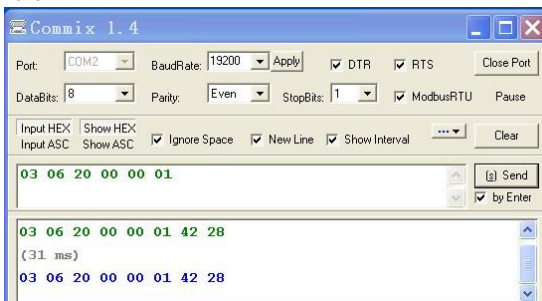 Commix 1.4
Port: COM2 BaudRate: 19200 Apply DTR RTS Close Port
DataBits: 8 Parity: Even StopBits: 1 ModbusRTU Pause
Input HEX Show HEX
Input ASC Show ASC Ignore Space New Line Show Interval ... Clear
03 06 20 00 00 01 (s) Send
by Enter
03 06 20 00 00 01 42 28
(31 ms)
03 06 20 00 00 01 42 28